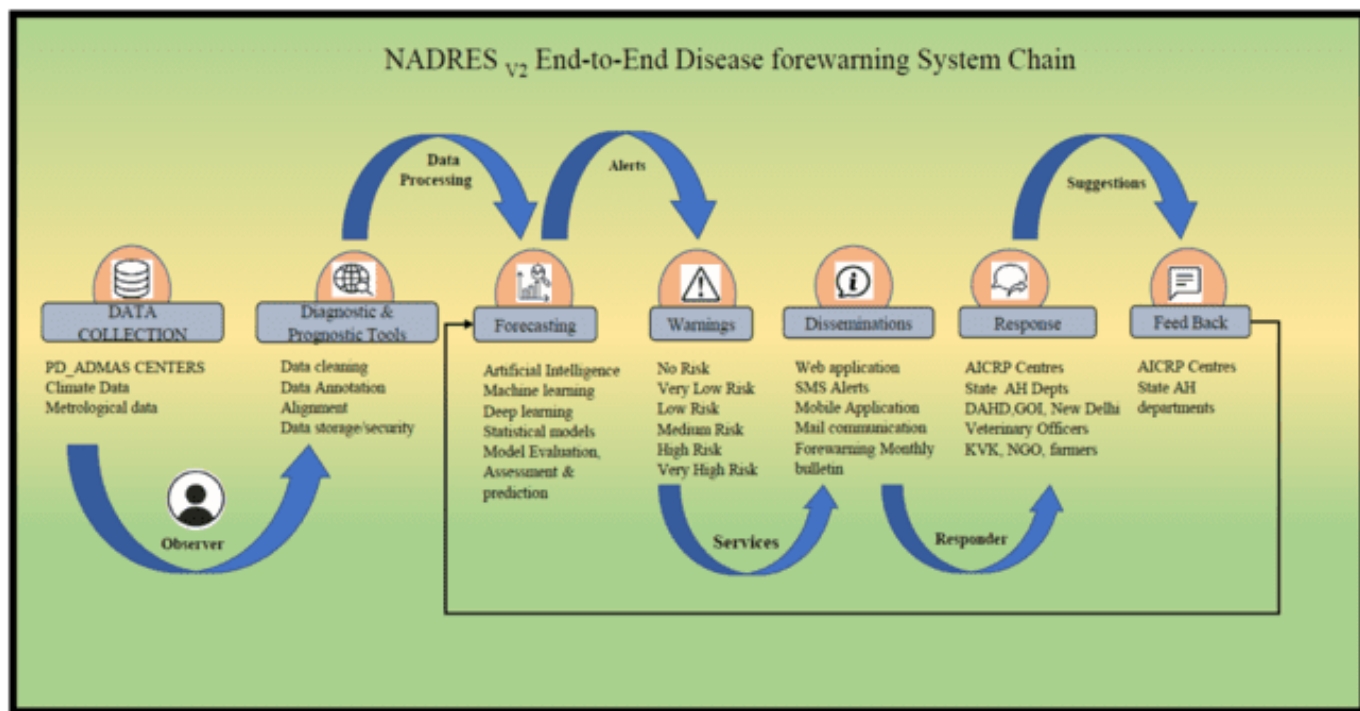 NADRES V2 End-to-End Disease forewarning System Chain
Data
Processing
Alerts
Suggestions
DATA
COLLECTION
PD_ADMAS CENTERS
Climate Data
Metrological data
Observer
Diagnostic &
Prognostic Tools
Data cleaning
Data Annotation
Alignment
Data storage/security
Forecasting
Artificial Intelligence
Machine learning
Deep learning
Statistical models
Model Evaluation,
Assessment &
prediction
Warnings
No Risk
Very Low Risk
Low Risk
Medium Risk
High Risk
Very High Risk
Services
Disseminations
Web application
SMS Alerts
Mobile Application
Mail communication
Forewarning Monthly
bulletin
Responder
Response
AICRP Centres
State AH Depts
DAHD,GOI, New Delhi
Veterinary Officers
KVK, NGO, farmers
Feed Back
AICRP Centres
State AH
departments